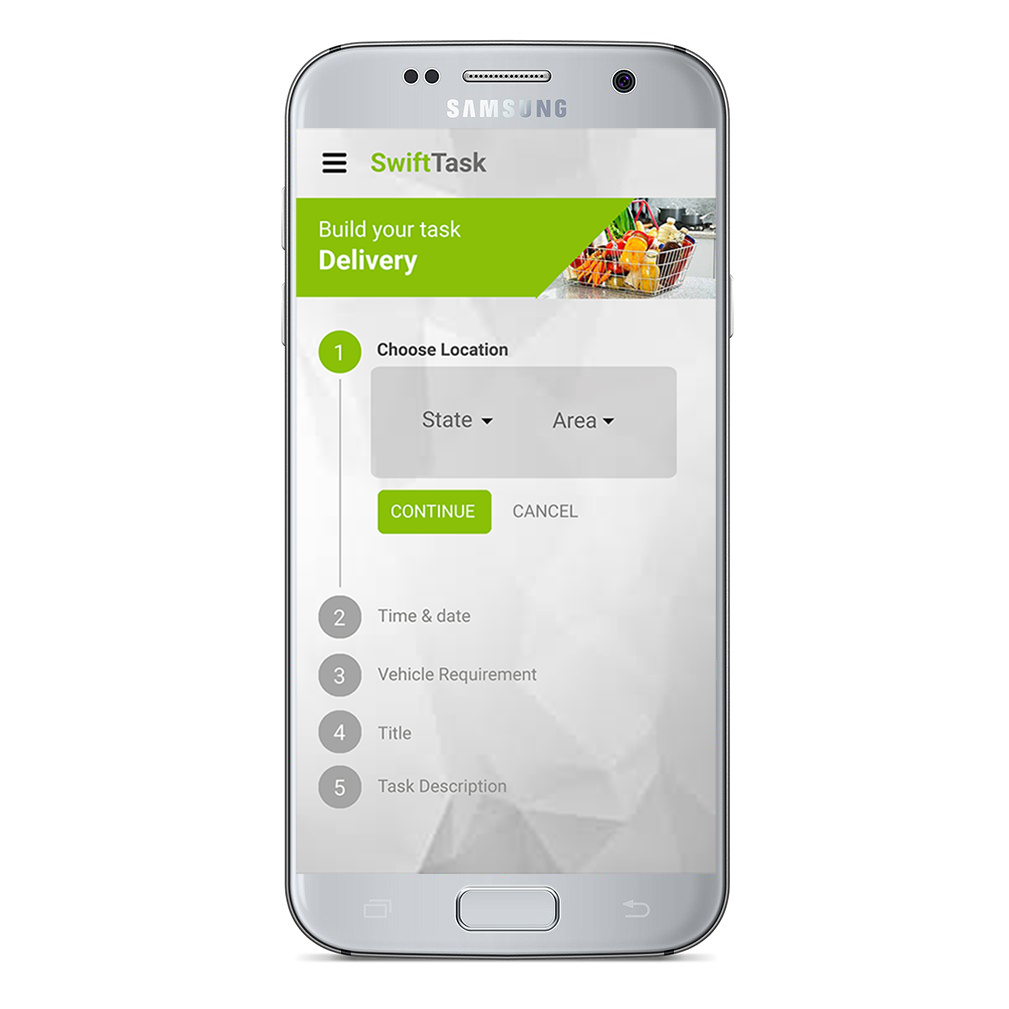 SAMSUNG
SwiftTask
Build your task
Delivery
1 Choose Location
State Area
CONTINUE CANCEL
2 Time & date
3 Vehicle Requirement
4 Title
5 Task Description